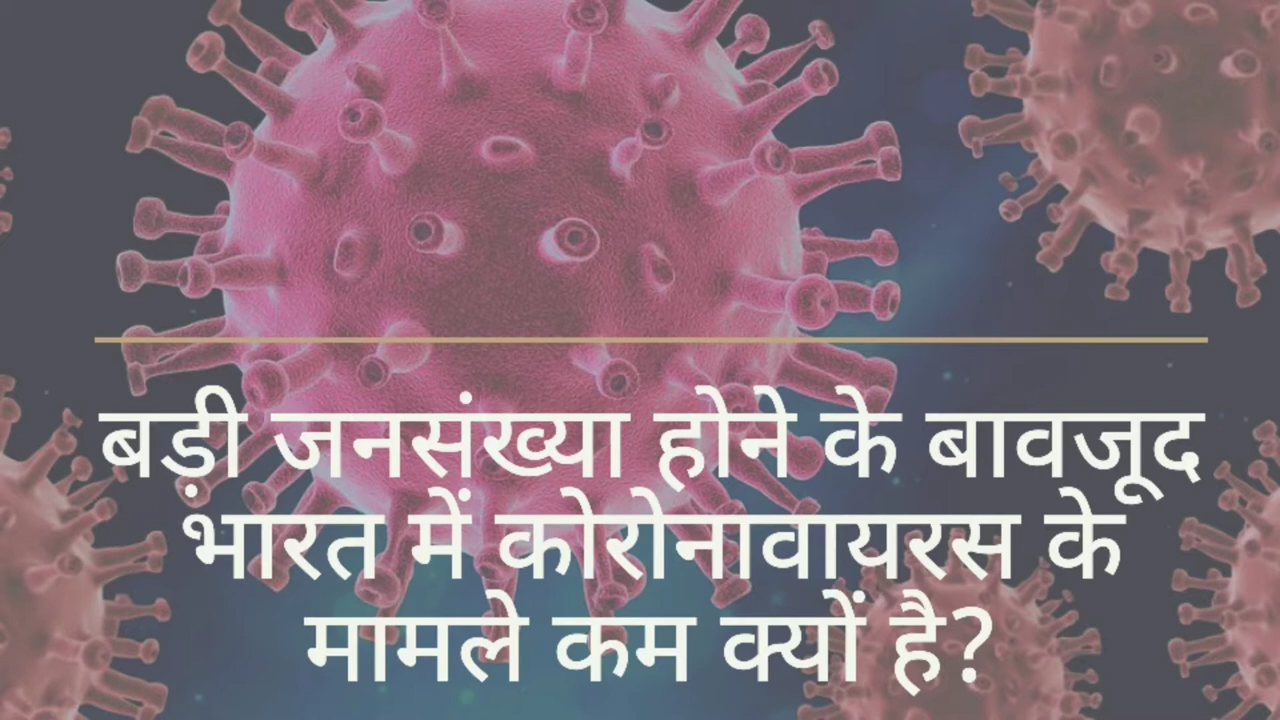 बड़ी जनसंख्या होने के बावजूद
भारत में कोरोनावायरस के
मामले कम क्यों है?